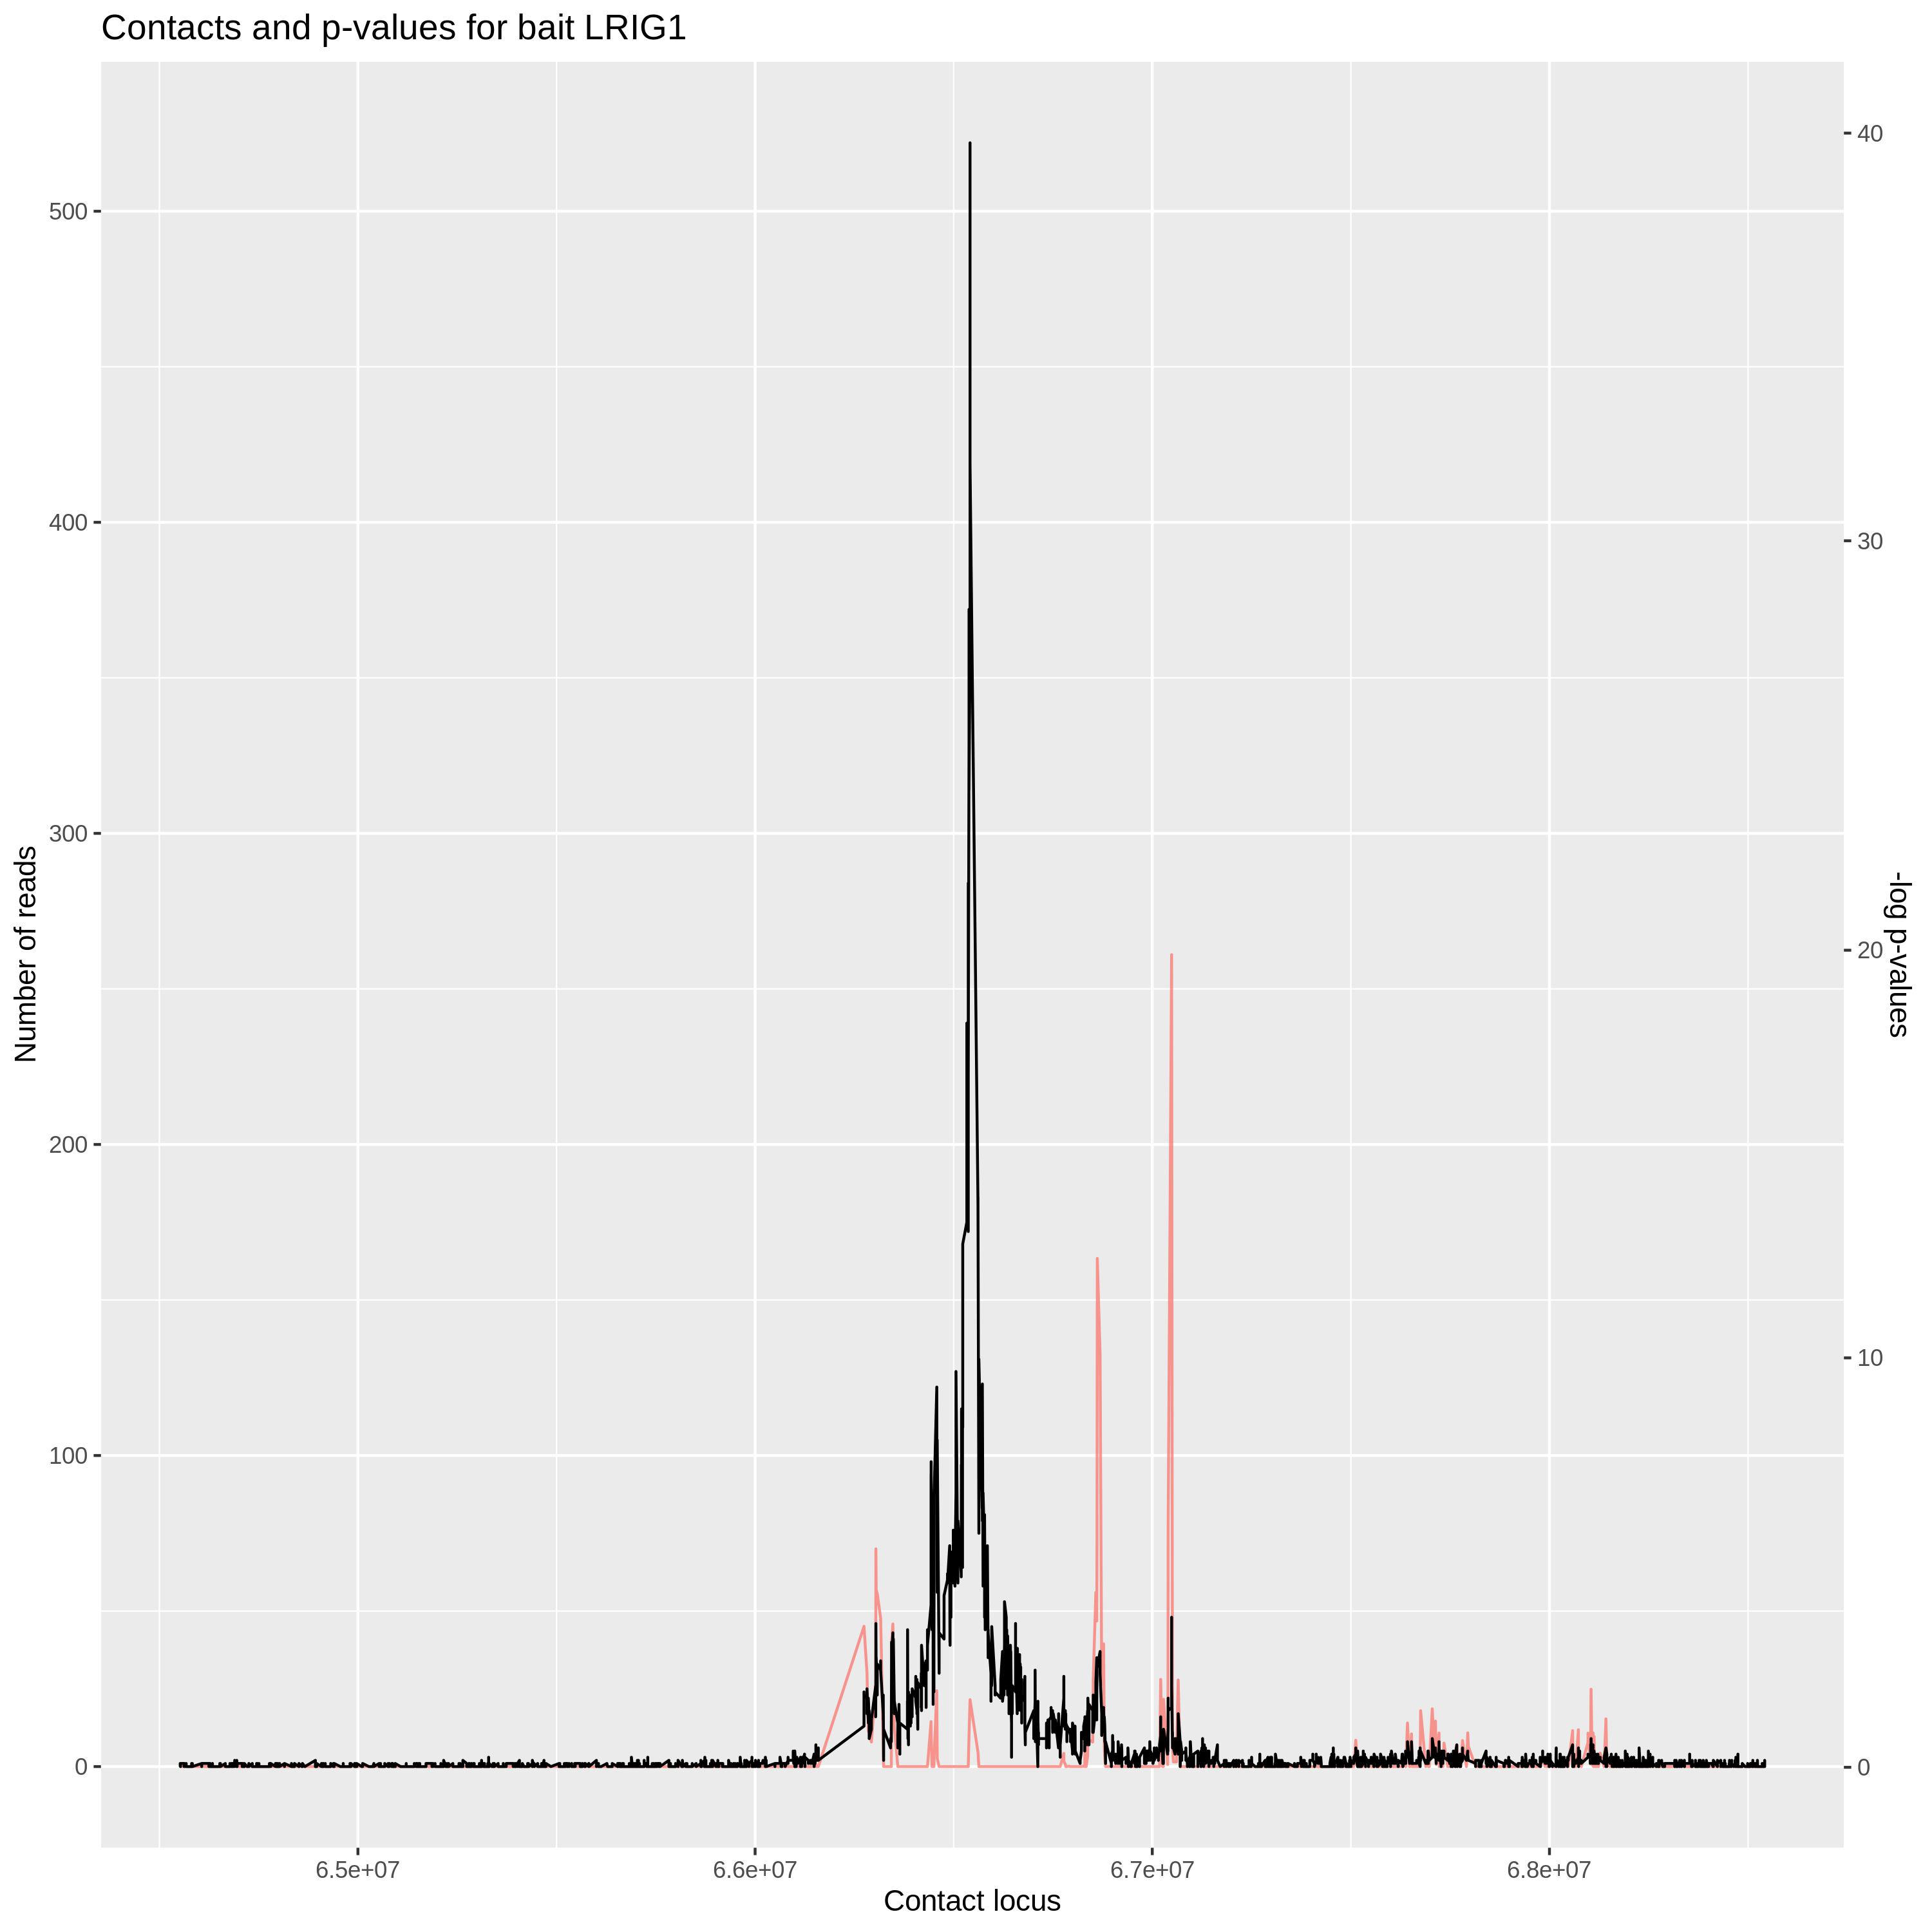 Contacts and p-values for bait LRIG1
500
400
300
200
100
0
Number of reads
40
30
20
10
0
-log p-values
6.5e+07
6.6e+07
6.7e+07
6.8e+07
Contact locus